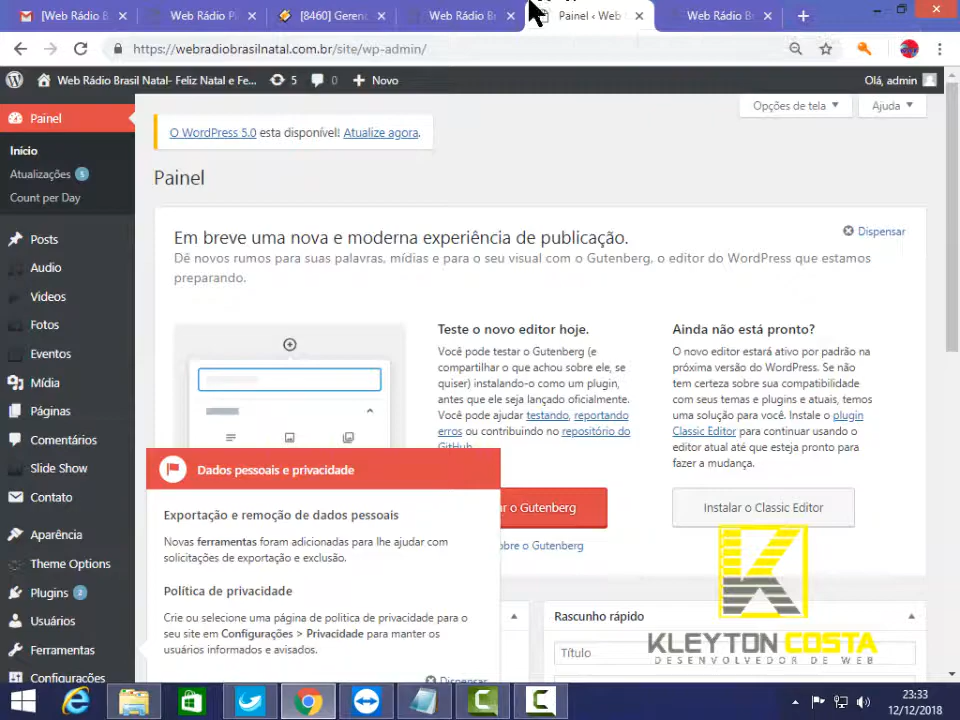 [Web Rádio B
Web Rádio P
[8460] Gerenc
Web Rádio Br
Painel ‹ Web
Web Rádio Br
https://webradiobrasilnatal.com.br/site/wp-admin/
Web Rádio Brasil Natal- Feliz Natal e Fe...
5
0
Novo
Olá, admin
Painel
Início
Atualizações 5
Count per Day
Posts
Audio
Videos
Fotos
Eventos
Mídia
Páginas
Comentários
Slide Show
Contato
Aparência
Theme Options
Plugins 2
Usuários
Ferramentas
Configurações
Opções de tela
Ajuda
O WordPress 5.0 esta disponível! Atualize agora.
Painel
Em breve uma nova e moderna experiência de publicação.
Dispensar
Dê novos rumos para suas palavras, mídias e para o seu visual com o Gutenberg, o editor do WordPress que estamos
preparando.
Teste o novo editor hoje.
Você pode testar o Gutenberg (e
compartilhar o que achou sobre ele, se
quiser) instalando-o como um plugin,
antes que ele seja lançado oficialmente.
Você pode ajudar testando, reportando
erros ou contribuindo no repositório do
GitHub.
r o Gutenberg
obre o Gutenberg
Ainda não está pronto?
O novo editor estará ativo por padrão na
próxima versão do WordPress. Se não
tem certeza sobre sua compatibilidade
com seus temas e plugins e atuais, temos
uma solução para você. Instale o plugin
Classic Editor para continuar usando o
editor atual até que esteja pronto para
fazer a mudança.
Instalar o Classic Editor
Dados pessoais e privacidade
Exportação e remoção de dados pessoais
Novas ferramentas foram adicionadas para lhe ajudar com
solicitações de exportação e exclusão.
Política de privacidade
Crie ou selecione uma página de política de privacidade para o
seu site em Configurações > Privacidade para manter os
usuários informados e avisados.
Dispensar
Rascunho rápido
Título
KLEYTON COSTA
DESENVOLVEDOR DE WEB
23:33
12/12/2018